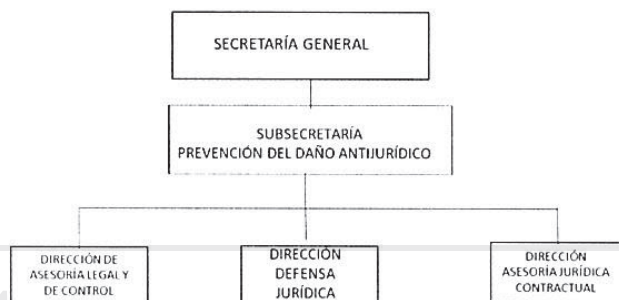 SECRETARÍA GENERAL
SUBSECRETARÍA
PREVENCIÓN DEL DAÑO ANTIJURÍDICO
DIRECCIÓN DE
ASESORÍA LEGAL Y
DE CONTROL
DIRECCIÓN
DEFENSA
JURÍDICA
DIRECCIÓN
ASESORÍA JURÍDICA
CONTRACTUAL